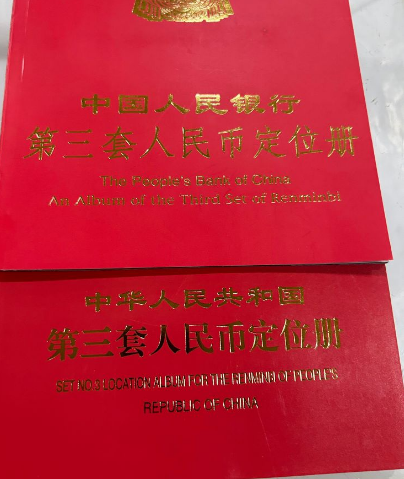 中国人民银行
第三套人民币定位册
The People's Bank of China
An Album of the Third Set of Renminbi
中华人民共和国
第三套人民币定位册
SET NO.3 LOCATION ALBUM FOR THE RENMINBI OF PEOPLE'S
REPUBLIC OF CHINA